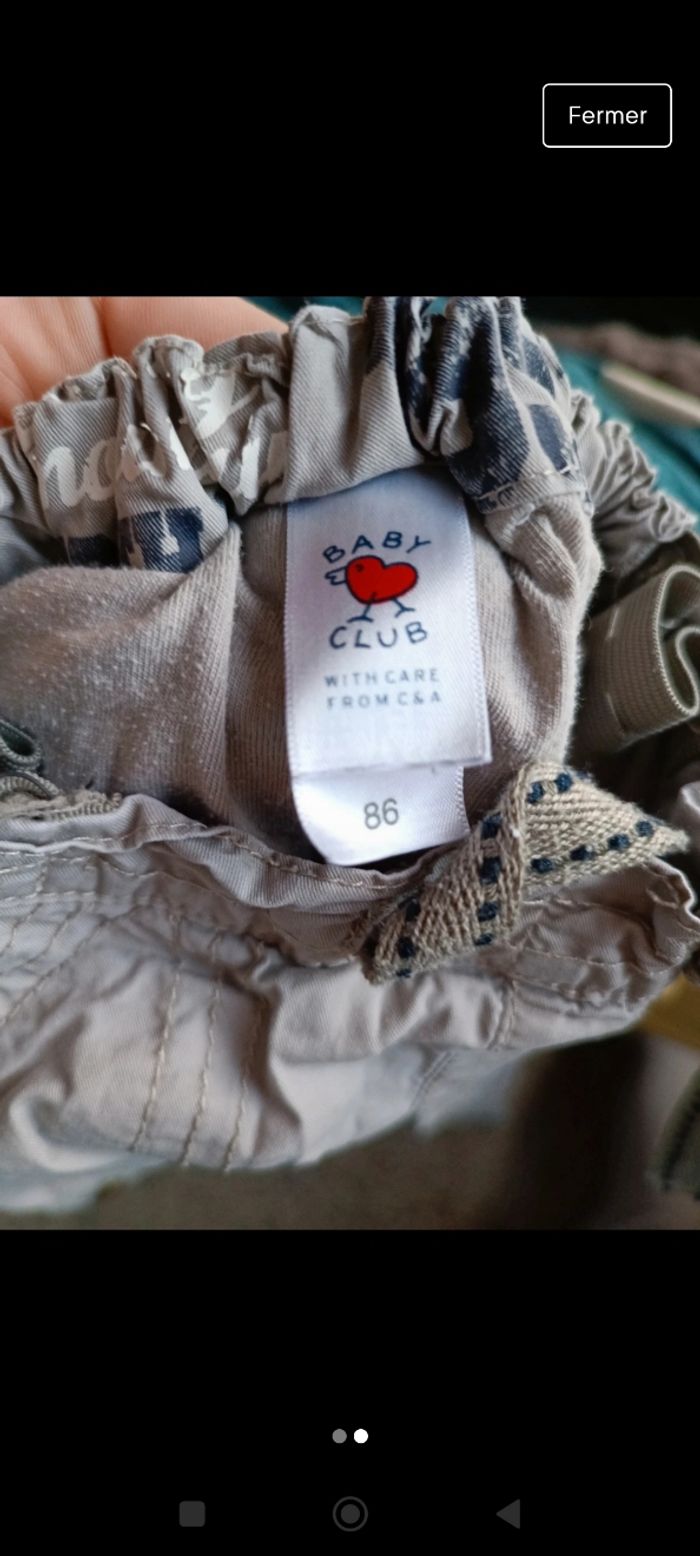 Fermer
BABY
CLUB
WITH CARE
FROM C&A
86